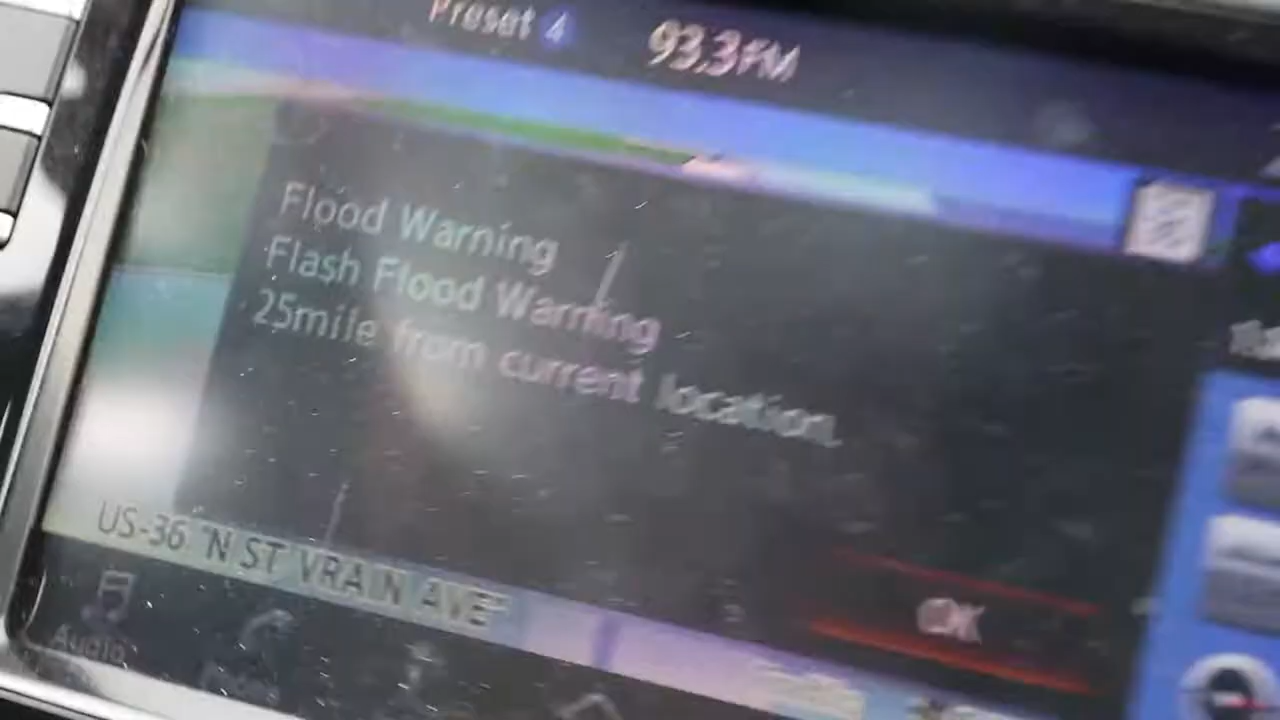 Preset 4
93.3FM
Flood Warning
Flash Flood Warning
25mile from current location.
OK
US-36 "N ST VRAIN AVE"
Audio